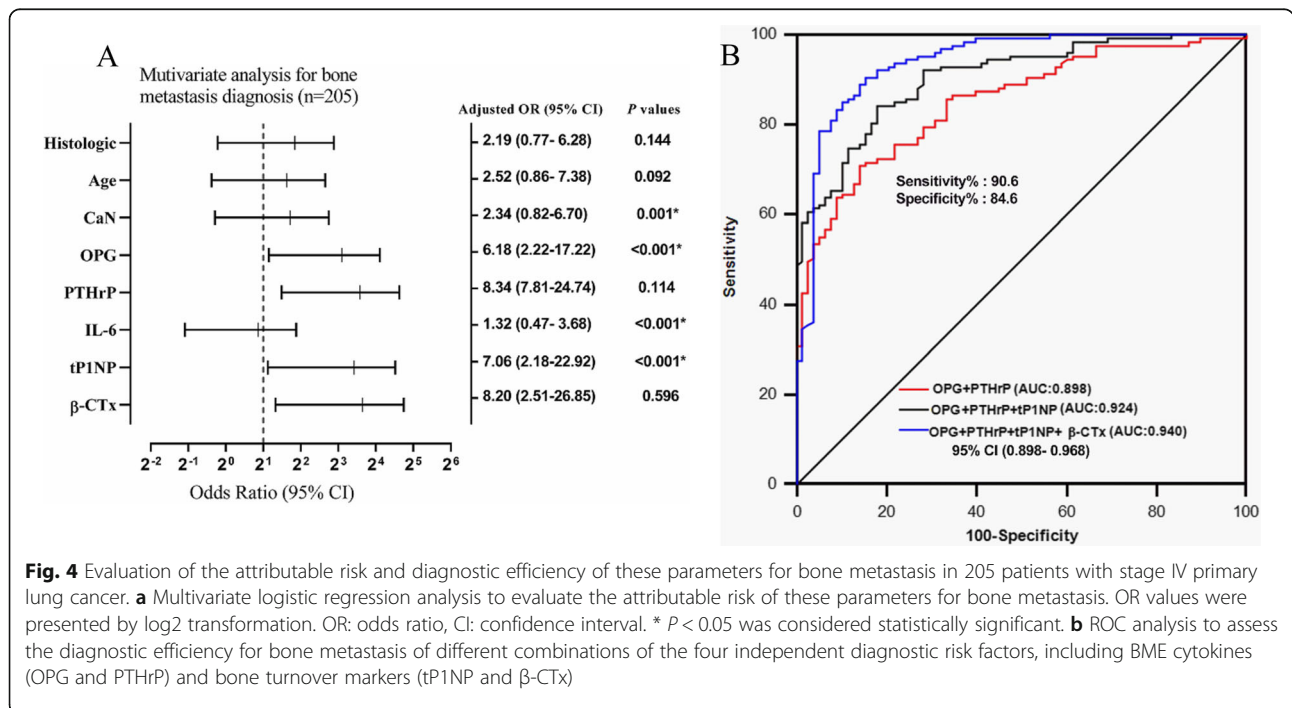 A
Mutivariate analysis for bone
metastasis diagnosis (n=205)
Adjusted OR (95% CI) P values
Histologic 2.19 (0.77- 6.28) 0.144
Age 2.52 (0.86- 7.38) 0.092
CaN 2.34 (0.82-6.70) 0.001*
OPG 6.18 (2.22-17.22) <0.001*
PTHrP 8.34 (7.81-24.74) 0.114
IL-6 1.32 (0.47- 3.68) <0.001*
tP1NP 7.06 (2.18-22.92) <0.001*
β-CTx 8.20 (2.51-26.85) 0.596
2-2 2-1 20 21 22 23 24 25 26
Odds Ratio (95% CI)
B
100
80
60
40
20
0
Sensitivity
Sensitivity% : 90.6
Specificity% : 84.6
OPG+PTHrP (AUC:0.898)
OPG+PTHrP+tP1NP (AUC:0.924)
OPG+PTHrP+tP1NP+ β-CTx (AUC:0.940)
95% CI (0.898- 0.968)
0 20 40 60 80 100
100-Specificity
Fig. 4 Evaluation of the attributable risk and diagnostic efficiency of these parameters for bone metastasis in 205 patients with stage IV primary
lung cancer. a Multivariate logistic regression analysis to evaluate the attributable risk of these parameters for bone metastasis. OR values were
presented by log2 transformation. OR: odds ratio, CI: confidence interval. * P < 0.05 was considered statistically significant. b ROC analysis to assess
the diagnostic efficiency for bone metastasis of different combinations of the four independent diagnostic risk factors, including BME cytokines
(OPG and PTHrP) and bone turnover markers (tP1NP and β-CTx)